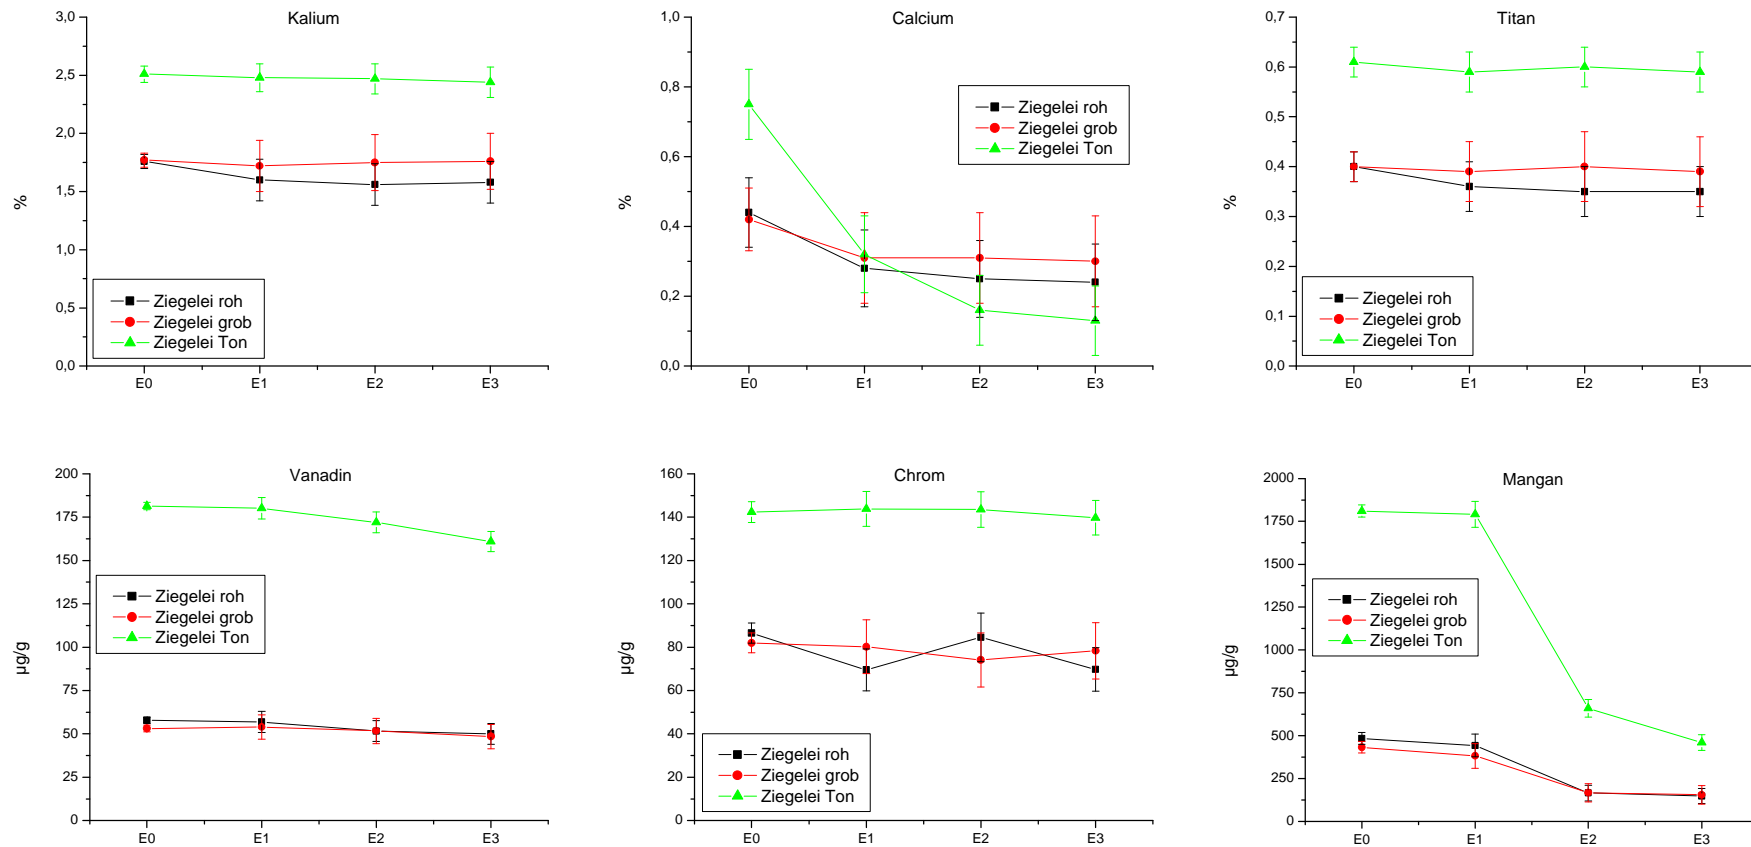 Kalium
3,0
2,5
2,0
1,5
1,0
0,5
0,0
%
Ziegelei roh
Ziegelei grob
Ziegelei Ton
E0 E1 E2 E3
Calcium
1,0
0,8
0,6
0,4
0,2
0,0
%
Ziegelei roh
Ziegelei grob
Ziegelei Ton
E0 E1 E2 E3
Titan
0,7
0,6
0,5
0,4
0,3
0,2
0,1
0,0
%
Ziegelei roh
Ziegelei grob
Ziegelei Ton
E0 E1 E2 E3
Vanadin
200
175
150
125
100
75
50
25
0
µg/g
Ziegelei roh
Ziegelei grob
Ziegelei Ton
E0 E1 E2 E3
Chrom
160
140
120
100
80
60
40
20
0
µg/g
Ziegelei roh
Ziegelei grob
Ziegelei Ton
E0 E1 E2 E3
Mangan
2000
1750
1500
1250
1000
750
500
250
0
µg/g
Ziegelei roh
Ziegelei grob
Ziegelei Ton
E0 E1 E2 E3